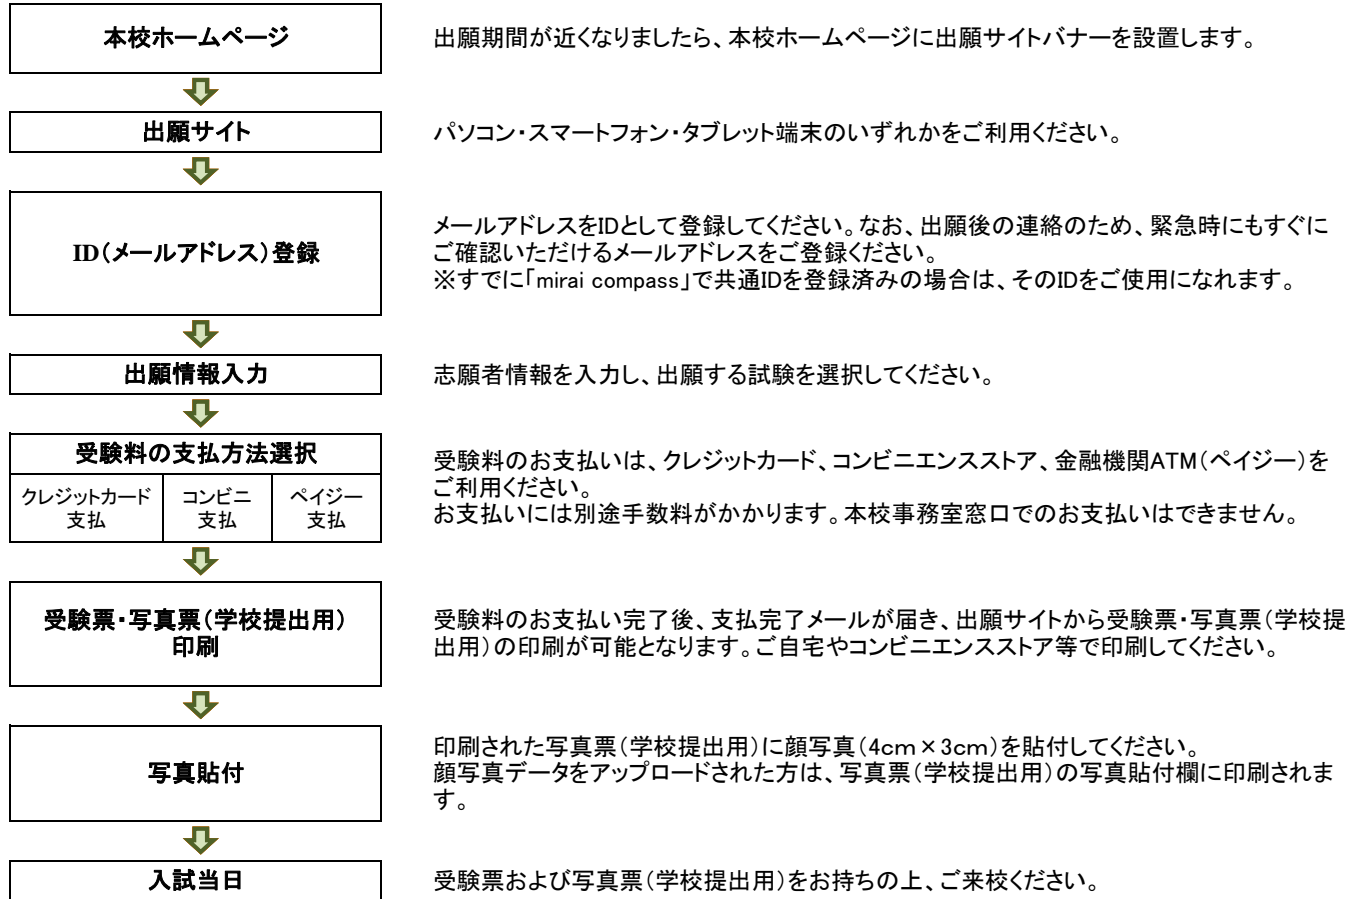 本校ホームページ
出願期間が近くなりましたら、本校ホームページに出願サイトバナーを設置します。
出願サイト
パソコン・スマートフォン・タブレット端末のいずれかをご利用ください。
ID（メールアドレス）登録
メールアドレスをIDとして登録してください。なお、出願後の連絡のため、緊急時にもすぐに
ご確認いただけるメールアドレスをご登録ください。
※すでに「mirai compass」で共通IDを登録済みの場合は、そのIDをご使用になれます。
出願情報入力
志願者情報を入力し、出願する試験を選択してください。
受験料の支払方法選択
クレジットカード
支払
コンビニ
支払
ペイジー
支払
受験料のお支払いは、クレジットカード、コンビニエンスストア、金融機関ATM（ペイジー）を
ご利用ください。
お支払いには別途手数料がかかります。本校事務室窓口でのお支払いはできません。
受験票・写真票（学校提出用）
印刷
受験料のお支払い完了後、支払完了メールが届き、出願サイトから受験票・写真票（学校提
出用）の印刷が可能となります。ご自宅やコンビニエンスストア等で印刷してください。
写真貼付
印刷された写真票（学校提出用）に顔写真（4cm×3cm）を貼付してください。
顔写真データをアップロードされた方は、写真票（学校提出用）の写真貼付欄に印刷されま
す。
入試当日
受験票および写真票（学校提出用）をお持ちの上、ご来校ください。